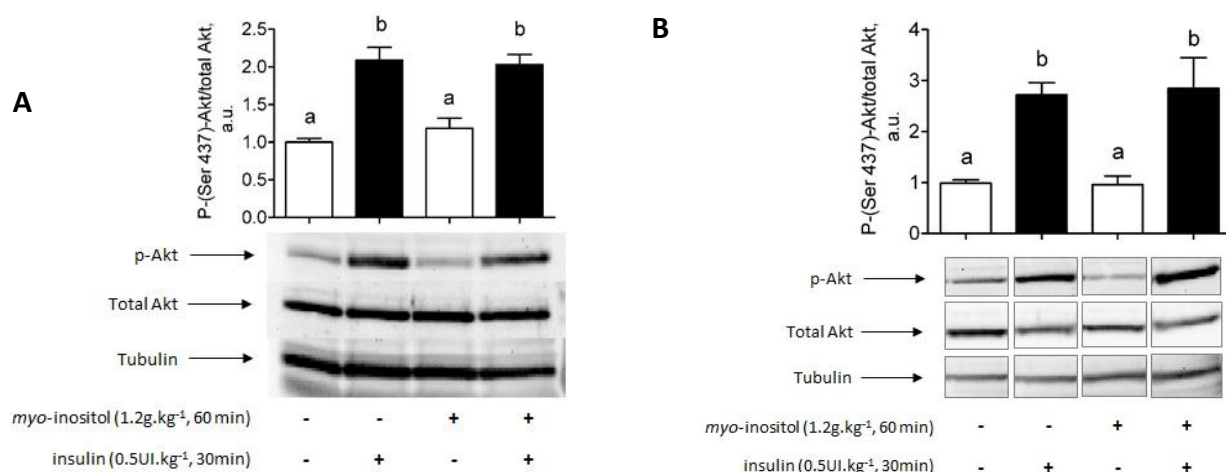 A
P-(Ser 437)-Akt/total Akt,
a.u.
2.5
2.0
1.5
1.0
0.5
0.0
a
b
a
b
p-Akt
Total Akt
Tubulin
myo-inositol (1.2g.kg⁻¹, 60 min) - - + +
insulin (0.5UI.kg⁻¹, 30min) - + - +
B
P-(Ser 437)-Akt/total Akt,
a.u.
4
3
2
1
0
a
b
a
b
p-Akt
Total Akt
Tubulin
myo-inositol (1.2g.kg⁻¹, 60 min) - - + +
insulin (0.5UI.kg⁻¹, 30min) - + - +